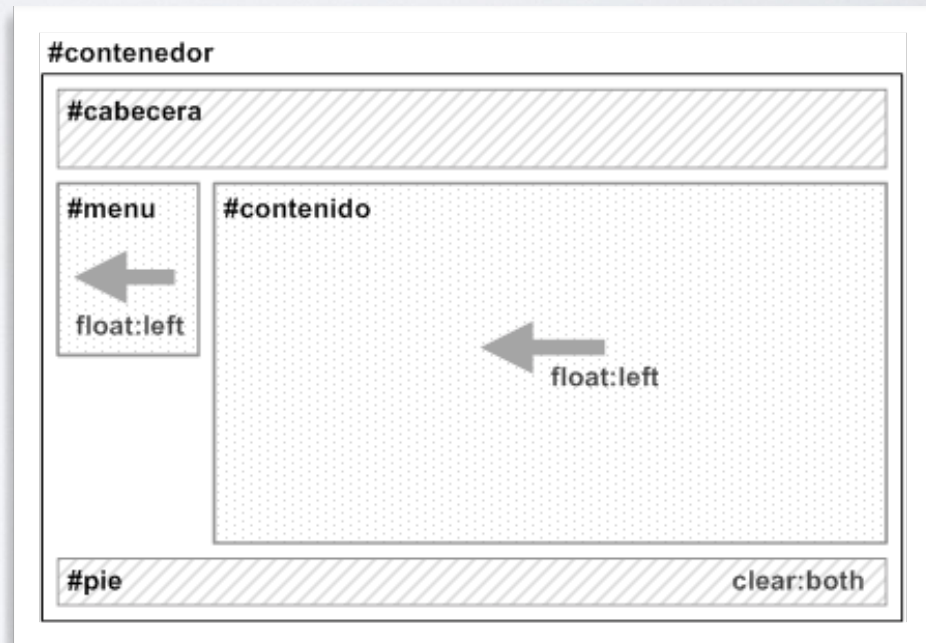 #contenedor
#cabecera
#menu
float:left
#contenido
float:left
#pie
clear:both